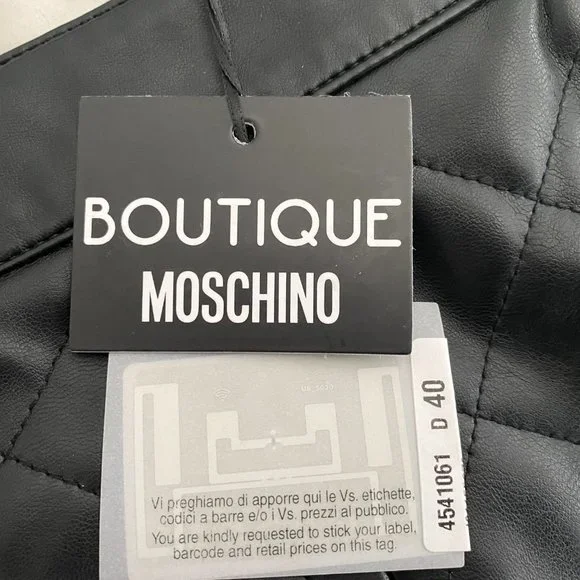 BOUTIQUE
MOSCHINO
Vi preghiamo di apporre qui le Vs. etichette,
codici a barre e/o i Vs. prezzi al pubblico.
You are kindly requested to stick your label,
barcode and retail prices on this tag.
4541061 D 40